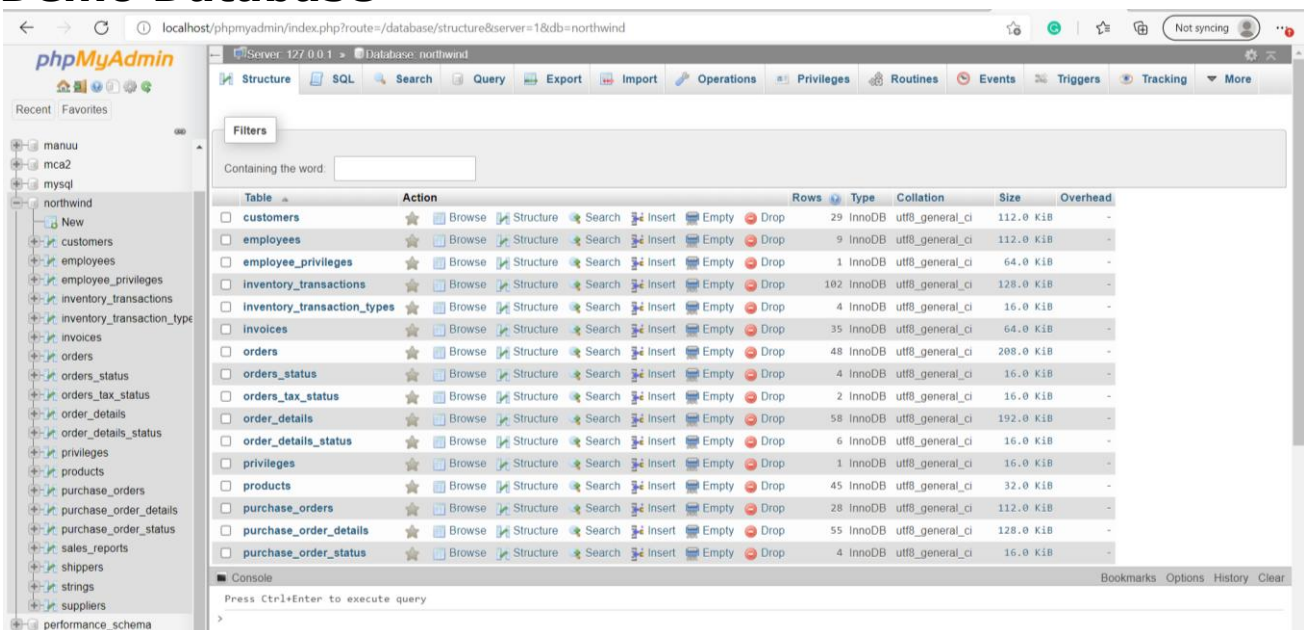 localhost/phpmyadmin/index.php?route=/database/structure&server=1&db=northwind
Not syncing
phpMyAdmin
Recent Favorites
manuu
mca2
mysql
northwind
New
customers
employees
employee_privileges
inventory_transactions
inventory_transaction_type
invoices
orders
orders_status
orders_tax_status
order_details
order_details_status
privileges
products
purchase_orders
purchase_order_details
purchase_order_status
sales_reports
shippers
strings
suppliers
performance_schema
Server: 127.0.0.1 » Database: northwind
Structure SQL Search Query Export Import Operations Privileges Routines Events Triggers Tracking More
Filters
Containing the word:
Table Action Rows Type Collation Size Overhead
customers Browse Structure Search Insert Empty Drop 29 InnoDB utf8_general_ci 112.0 KiB -
employees Browse Structure Search Insert Empty Drop 9 InnoDB utf8_general_ci 112.0 KiB -
employee_privileges Browse Structure Search Insert Empty Drop 1 InnoDB utf8_general_ci 64.0 KiB -
inventory_transactions Browse Structure Search Insert Empty Drop 102 InnoDB utf8_general_ci 128.0 KiB -
inventory_transaction_types Browse Structure Search Insert Empty Drop 4 InnoDB utf8_general_ci 16.0 KiB -
invoices Browse Structure Search Insert Empty Drop 35 InnoDB utf8_general_ci 64.0 KiB -
orders Browse Structure Search Insert Empty Drop 48 InnoDB utf8_general_ci 208.0 KiB -
orders_status Browse Structure Search Insert Empty Drop 4 InnoDB utf8_general_ci 16.0 KiB -
orders_tax_status Browse Structure Search Insert Empty Drop 2 InnoDB utf8_general_ci 16.0 KiB -
order_details Browse Structure Search Insert Empty Drop 58 InnoDB utf8_general_ci 192.0 KiB -
order_details_status Browse Structure Search Insert Empty Drop 6 InnoDB utf8_general_ci 16.0 KiB -
privileges Browse Structure Search Insert Empty Drop 1 InnoDB utf8_general_ci 16.0 KiB -
products Browse Structure Search Insert Empty Drop 45 InnoDB utf8_general_ci 32.0 KiB -
purchase_orders Browse Structure Search Insert Empty Drop 28 InnoDB utf8_general_ci 112.0 KiB -
purchase_order_details Browse Structure Search Insert Empty Drop 55 InnoDB utf8_general_ci 128.0 KiB -
purchase_order_status Browse Structure Search Insert Empty Drop 4 InnoDB utf8_general_ci 16.0 KiB -
Console Bookmarks Options History Clear
Press Ctrl+Enter to execute query
>